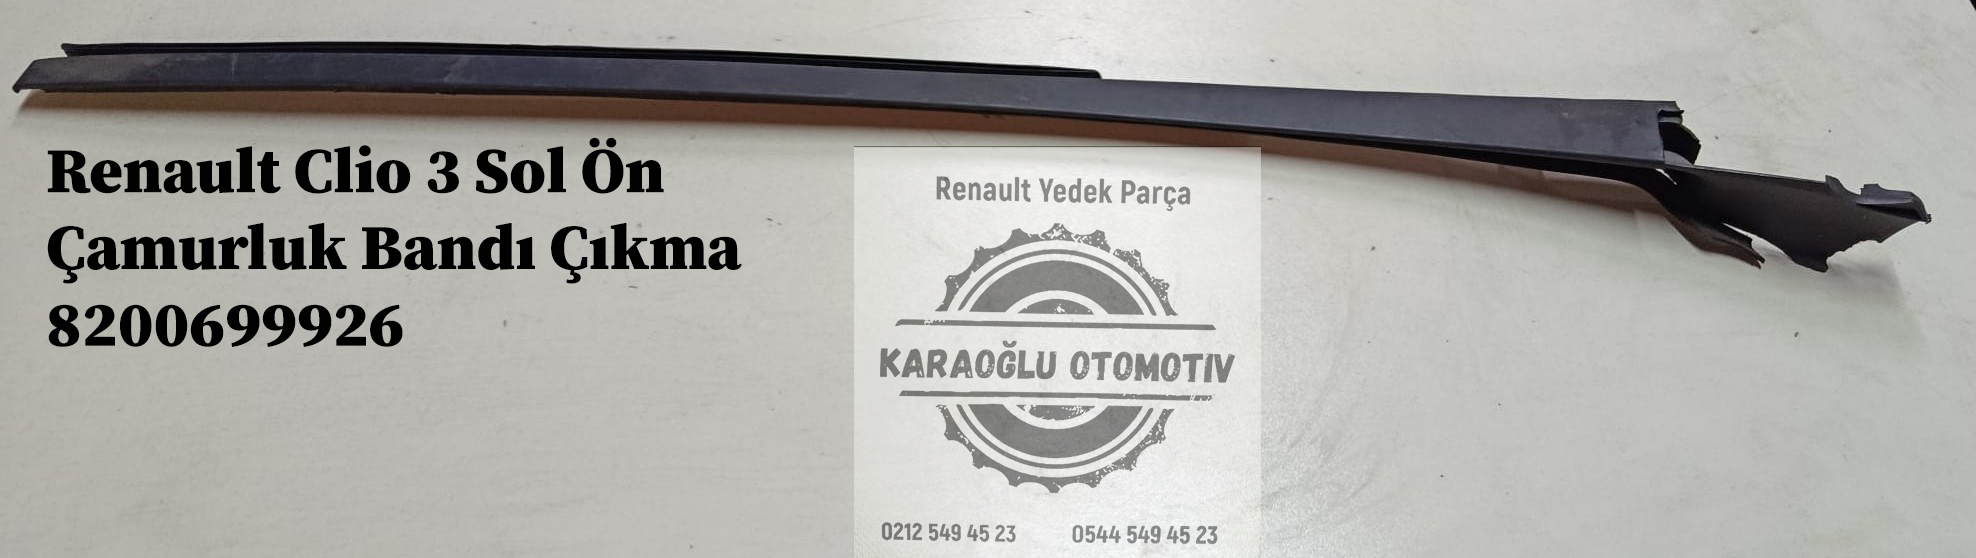 Renault Clio 3 Sol Ön
Çamurluk Bandı Çıkma
8200699926
Renault Yedek Parça
KARAOĞLU OTOMOTIV
0212 549 45 23 0544 549 45 23